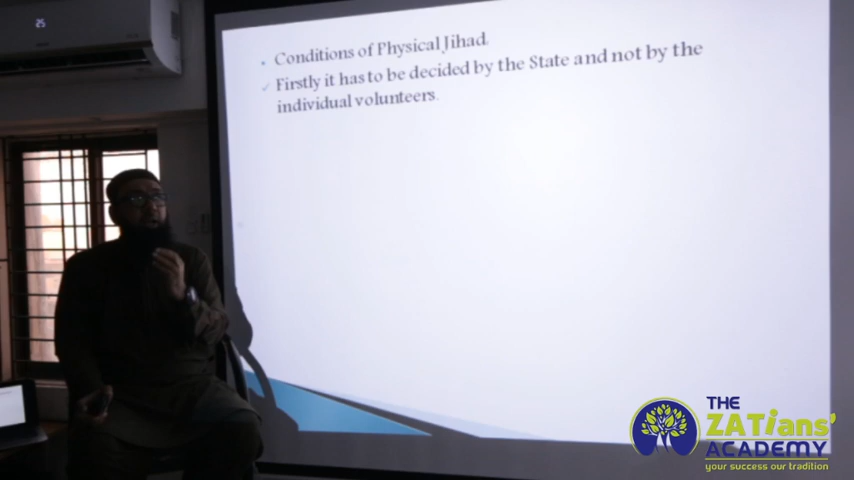 Conditions of Physical Jihad.
Firstly it has to be decided by the State and not by the
individual volunteers.
THE
ZATians'
ACADEMY
your success our tradition